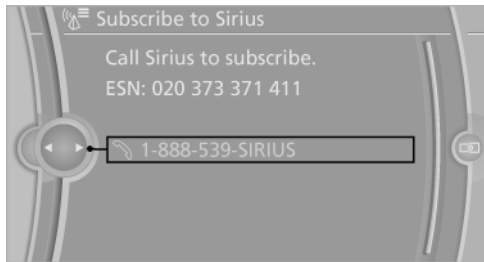 Subscribe to Sirius
Call Sirius to subscribe.
ESN: 020 373 371 411
1-888-539-SIRIUS